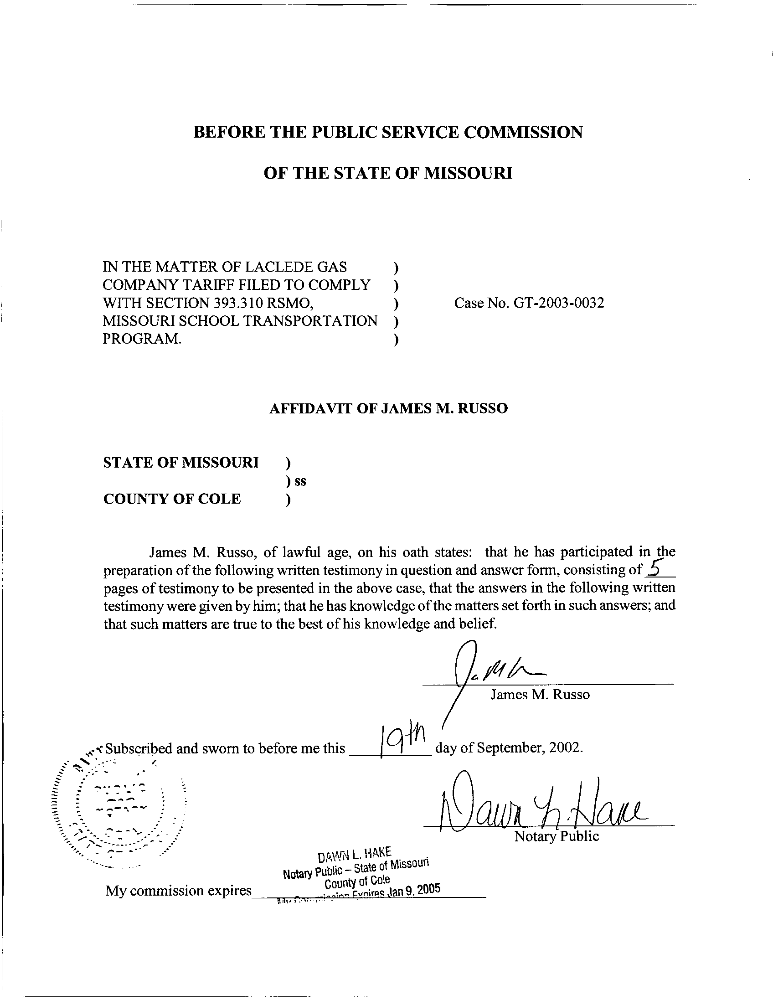 BEFORE THE PUBLIC SERVICE COMMISSION
OF THE STATE OF MISSOURI
IN THE MATTER OF LACLEDE GAS )
COMPANY TARIFF FILED TO COMPLY )
WITH SECTION 393.310 RSMO, ) Case No. GT-2003-0032
MISSOURI SCHOOL TRANSPORTATION )
PROGRAM. )
AFFIDAVIT OF JAMES M. RUSSO
STATE OF MISSOURI )
) ss
COUNTY OF COLE )
James M. Russo, of lawful age, on his oath states: that he has participated in the
preparation of the following written testimony in question and answer form, consisting of 5
pages of testimony to be presented in the above case, that the answers in the following written
testimony were given by him; that he has knowledge of the matters set forth in such answers; and
that such matters are true to the best of his knowledge and belief.
James M. Russo
Subscribed and sworn to before me this 19th day of September, 2002.
Dawn L. Hake
Notary Public
DAWN L. HAKE
Notary Public – State of Missouri
County of Cole
My commission expires My Commission Expires Jan 9, 2005